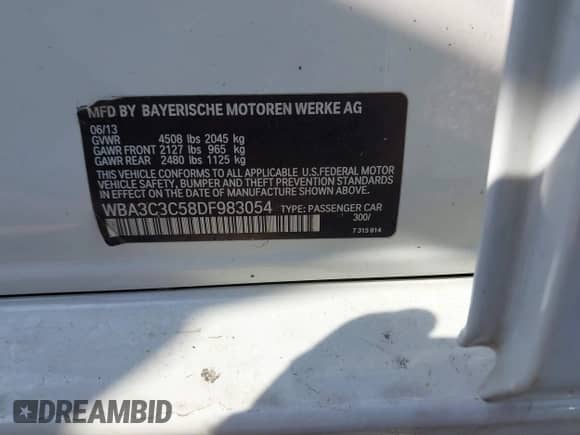 MFD BY BAYERISCHE MOTOREN WERKE AG
06/13
GVWR 4508 lbs 2045 kg
GAWR FRONT 2127 lbs 965 kg
GAWR REAR 2480 lbs 1125 kg
THIS VEHICLE CONFORMS TO ALL APPLICABLE U.S.FEDERAL MOTOR
VEHICLE SAFETY, BUMPER AND THEFT PREVENTION STANDARDS
IN EFFECT ON THE DATE OF MANUFACTURE SHOWN ABOVE.
WBA3C3C58DF983054 TYPE: PASSENGER CAR
300/
7 315 814
DREAMBID